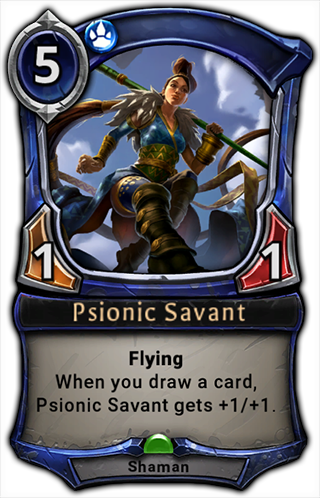 5
1
1
Psionic Savant
Flying
When you draw a card,
Psionic Savant gets +1/+1.
Shaman